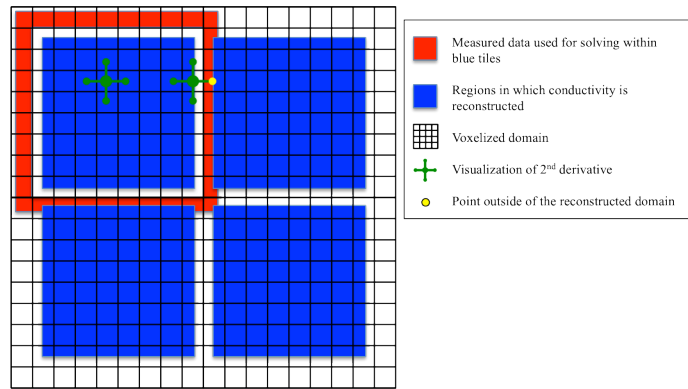 Measured data used for solving within
blue tiles
Regions in which conductivity is
reconstructed
Voxelized domain
Visualization of 2nd derivative
Point outside of the reconstructed domain